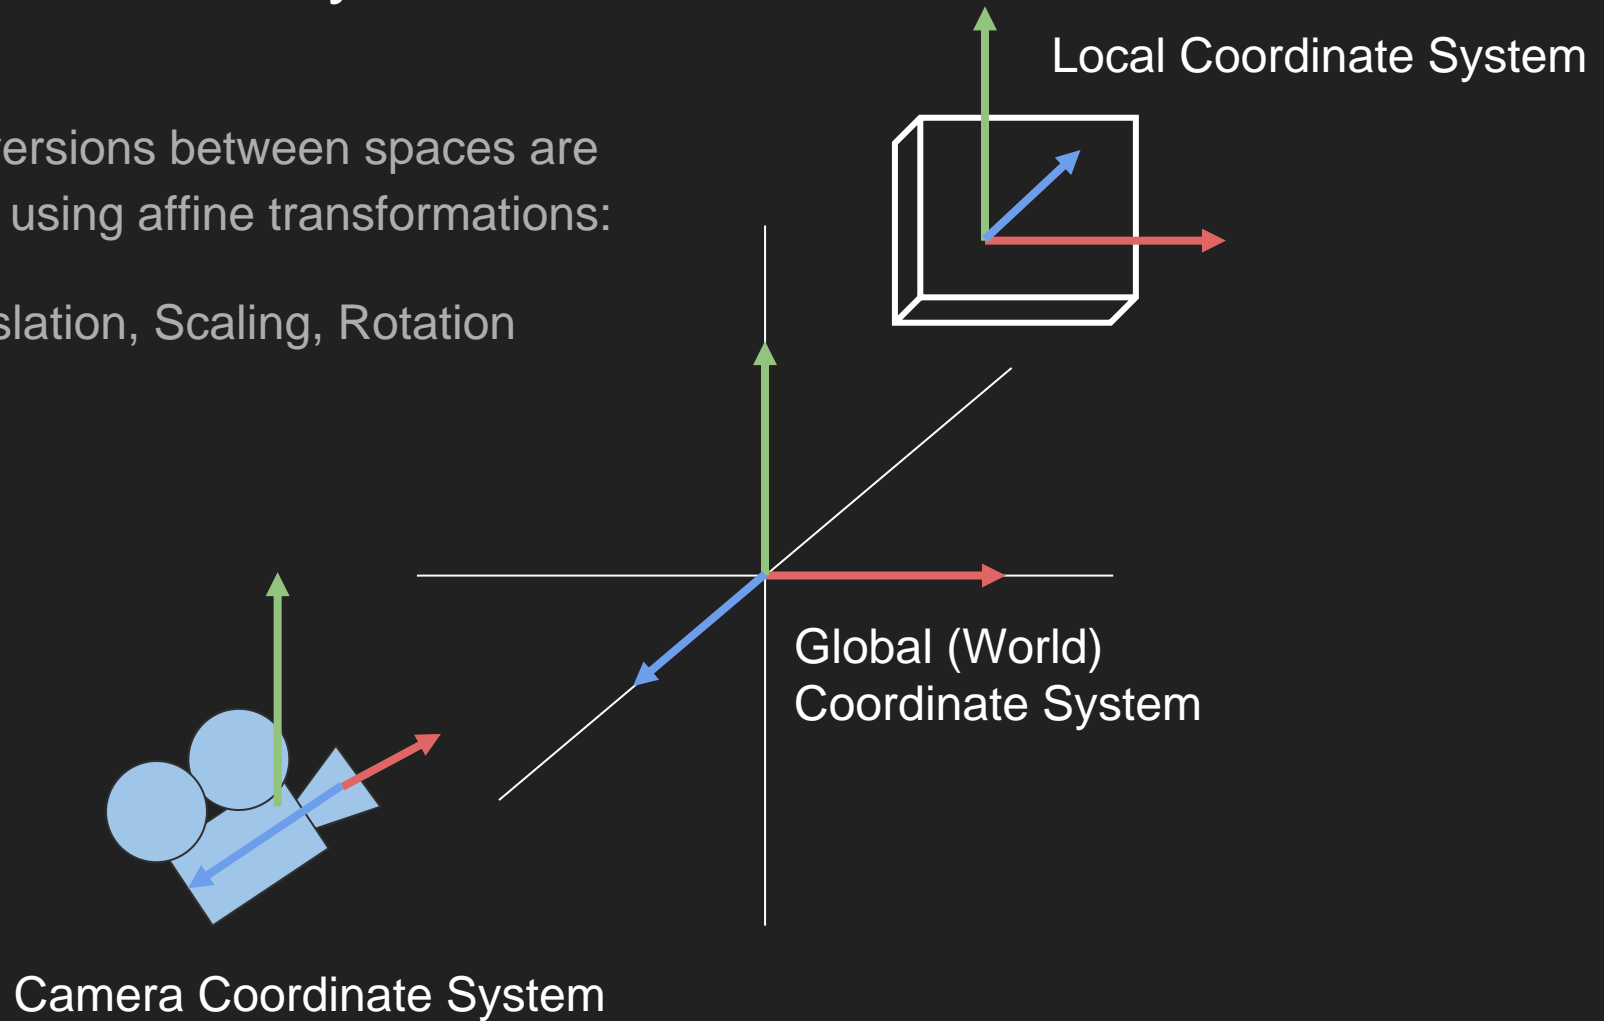 Local Coordinate System
versions between spaces are
using affine transformations:
slation, Scaling, Rotation
Global (World)
Coordinate System
Camera Coordinate System